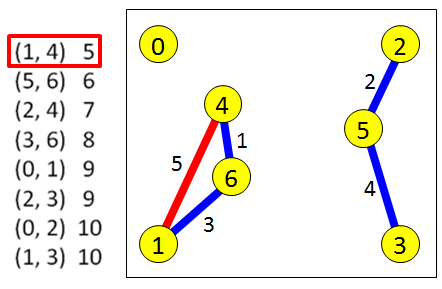 (1, 4) 5
(5, 6) 6
(2, 4) 7
(3, 6) 8
(0, 1) 9
(2, 3) 9
(0, 2) 10
(1, 3) 10
0
2
2
4
5
1
5
6
4
3
1
3